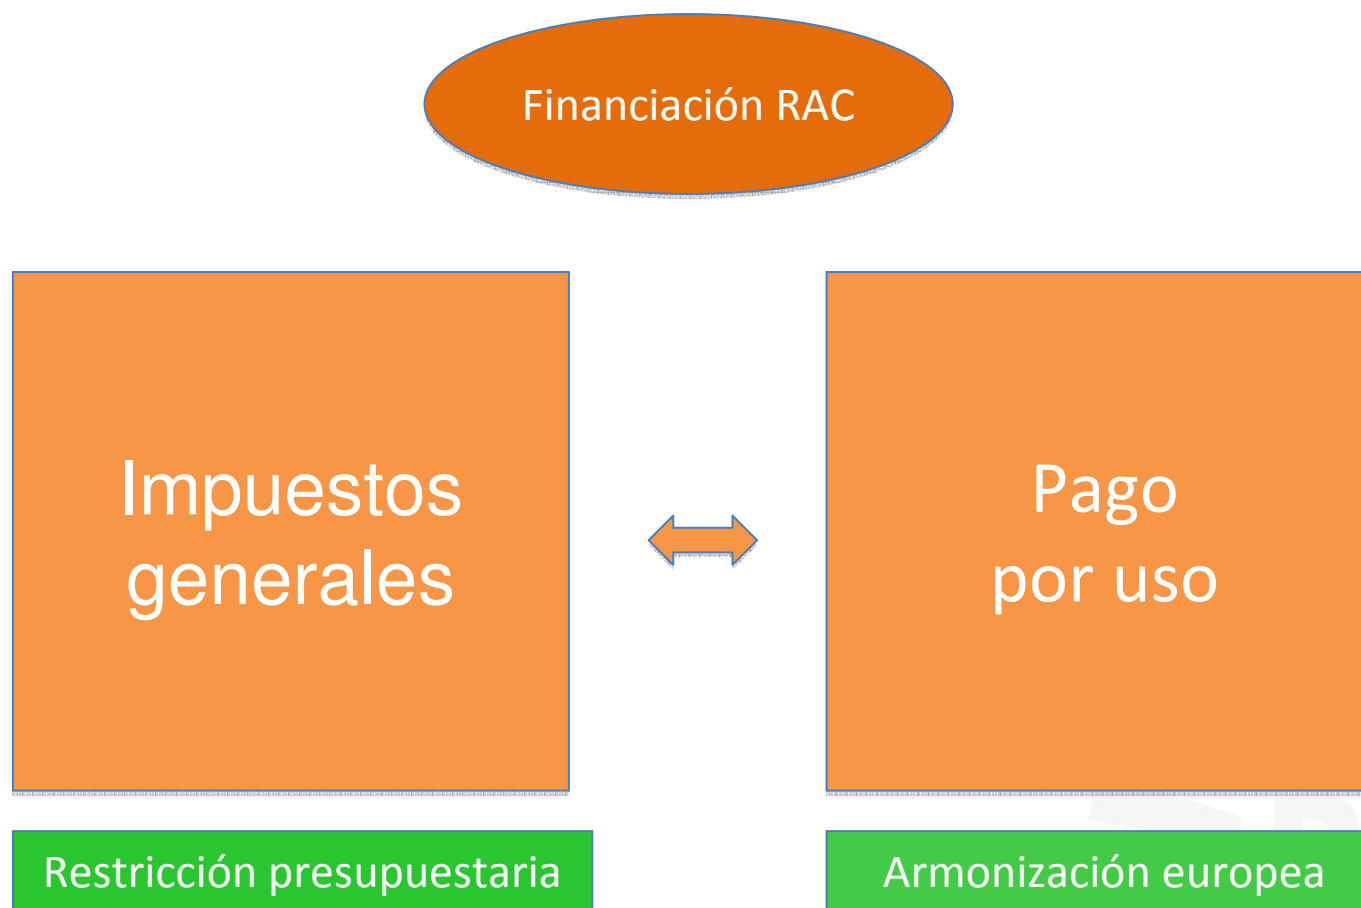 Financiación RAC
Impuestos
generales
Pago
por uso
Restricción presupuestaria
Armonización europea